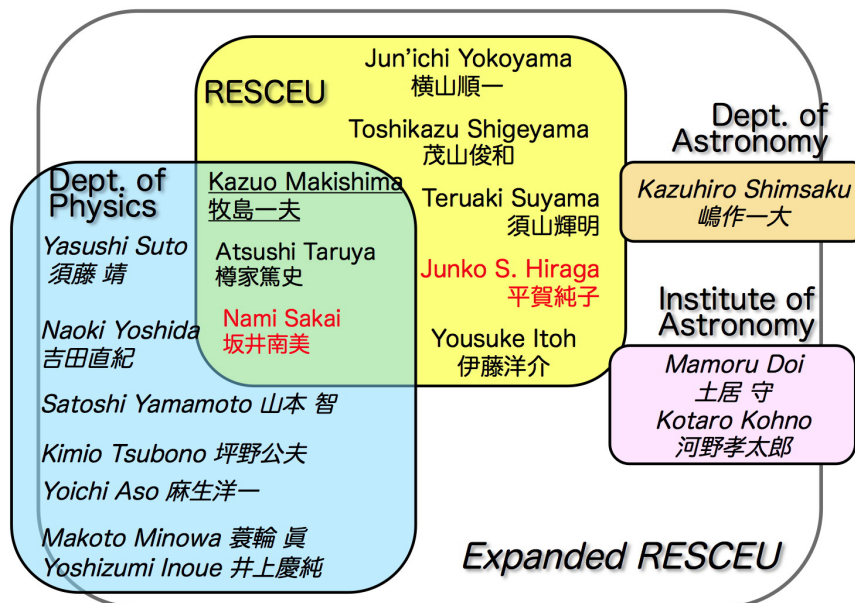 RESCEU
Jun'ichi Yokoyama
横山順一
Toshikazu Shigeyama
茂山俊和
Teruaki Suyama
須山輝明
Junko S. Hiraga
平賀純子
Yousuke Itoh
伊藤洋介
Dept. of
Physics
Kazuo Makishima
牧島一夫
Atsushi Taruya
樽家篤史
Nami Sakai
坂井南美
Yasushi Suto
須藤 靖
Naoki Yoshida
吉田直紀
Satoshi Yamamoto 山本 智
Kimio Tsubono 坪野公夫
Yoichi Aso 麻生洋一
Makoto Minowa 蓑輪 眞
Yoshizumi Inoue 井上慶純
Dept. of
Astronomy
Kazuhiro Shimsaku
嶋作一大
Institute of
Astronomy
Mamoru Doi
土居 守
Kotaro Kohno
河野孝太郎
Expanded RESCEU